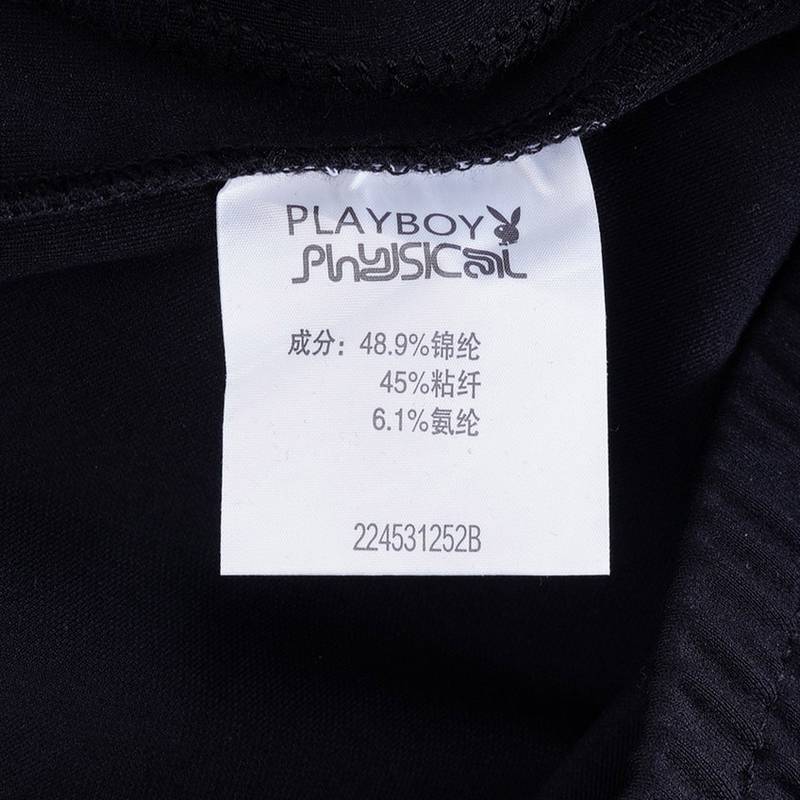 PLAYBOY
Physical
成分：48.9%锦纶
45%粘纤
6.1%氨纶
224531252B